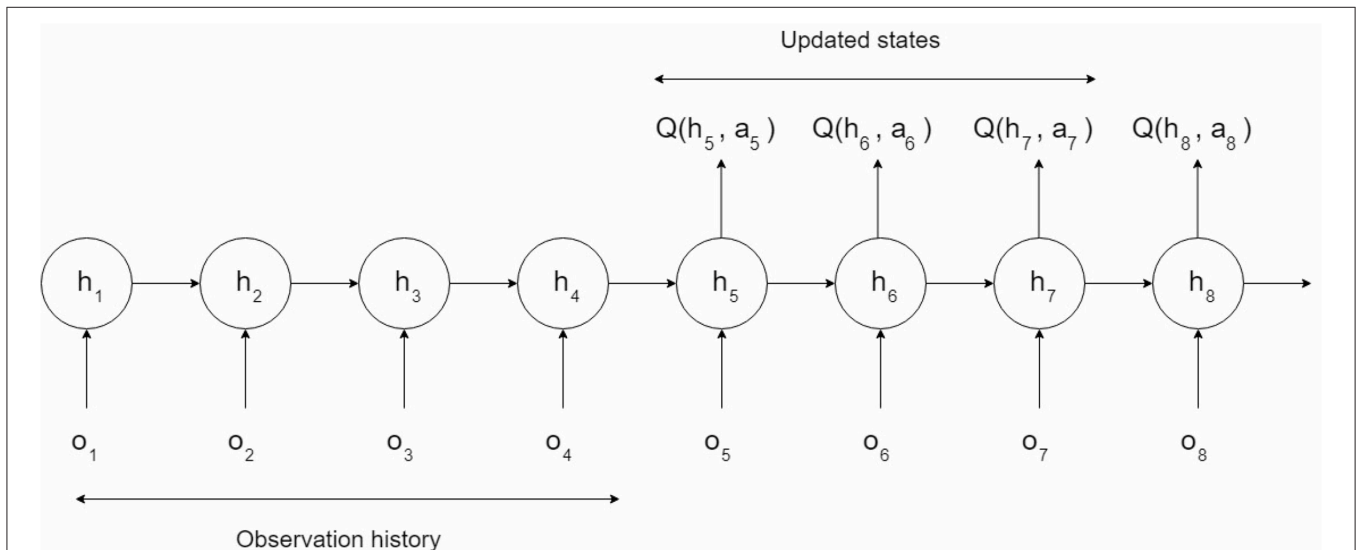 Updated states
Q(h₅, a₅) Q(h₆, a₆) Q(h₇, a₇) Q(h₈, a₈)
h₁ h₂ h₃ h₄ h₅ h₆ h₇ h₈
o₁ o₂ o₃ o₄ o₅ o₆ o₇ o₈
Observation history